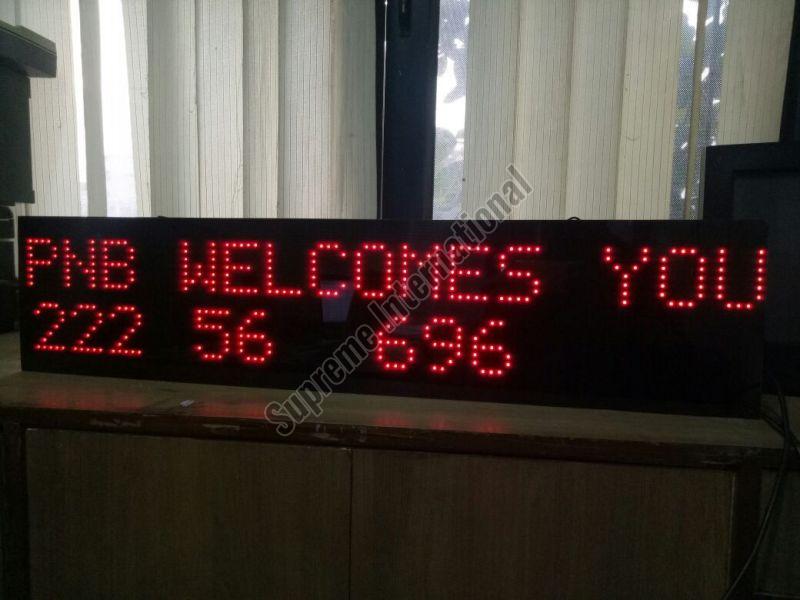 PNB WELCOMES YOU
222 56 696
Supreme International